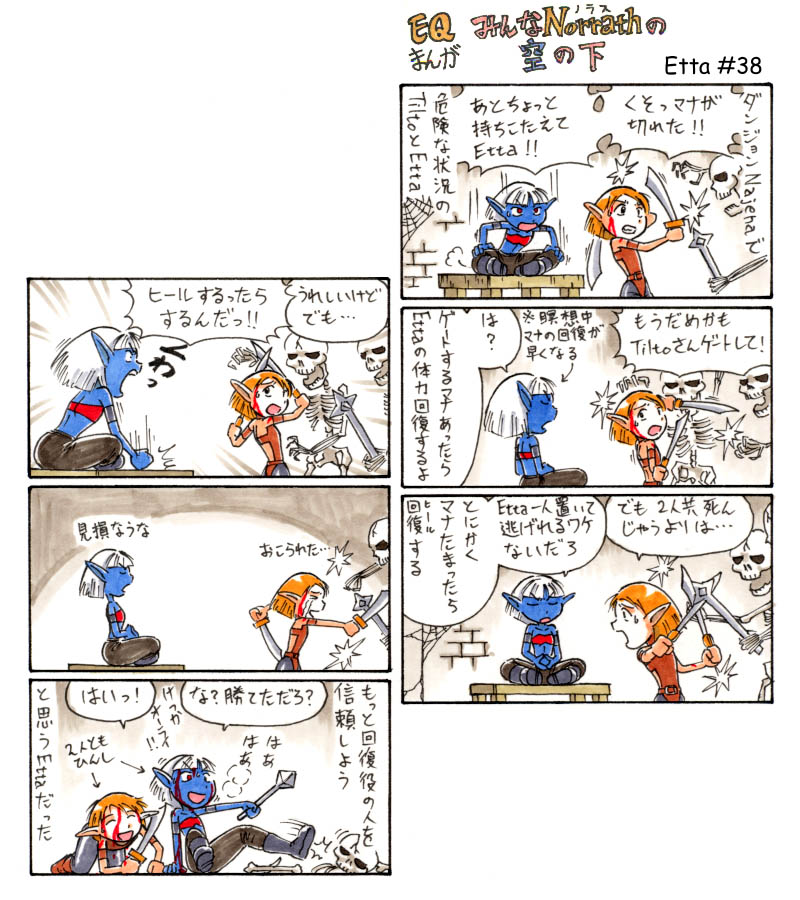 EQ
まんが
みんなNorrathの
ノラス
空の下
Etta #38
ダンジョンNajenaで
危険な状況の
TiltoとEtta
くそっマナが
切れた!!
あとちょっと
持ちこたえて
Etta!!
もうだめかも
Tiltoさんゲートして!
※瞑想中
マナの回復が
早くなる
は?
ゲートするマナあったら
Ettaの体力回復するよ
でも 2人共死ん
じゃうよりは…
Etta一人置いて
逃げれるワケ
ないだろ
とにかく
マナたまったら
回復する
ヒール
うれしいけど
でも…
ヒールするったら
するんだっ!!
くわっ
見損なうな
おこられた…
もっと回復役の人を
信頼しよう
な?勝てただろ?
はあ
はあ
けっか
オーライ!!
はいっ!
2人とも
ひんし
と思うEttaだった